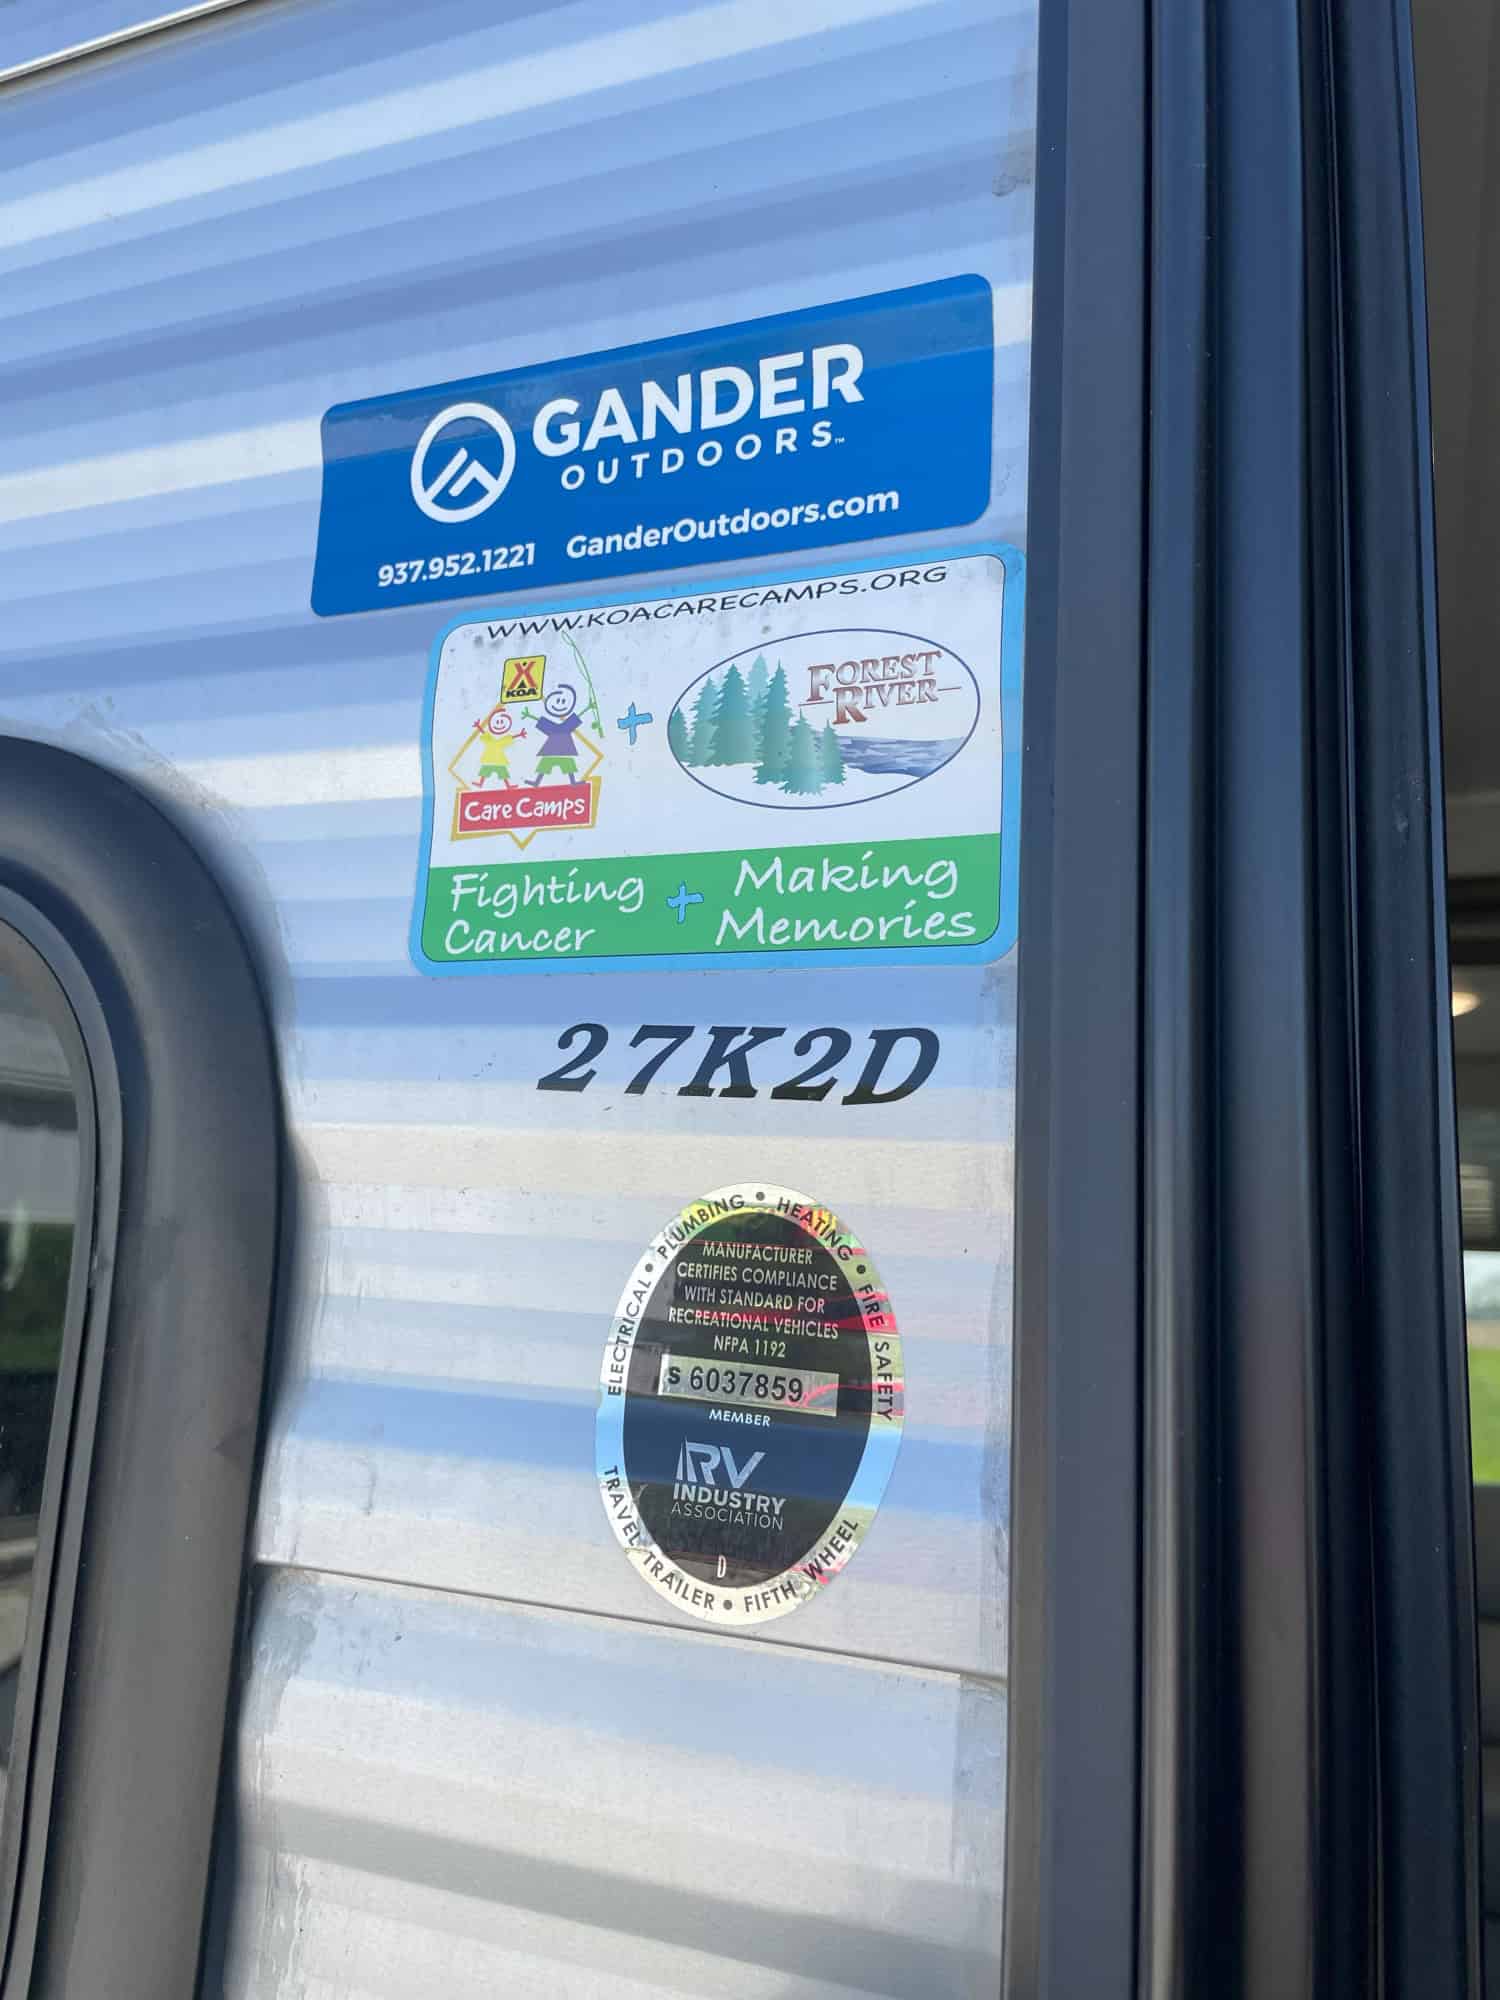 GANDER
OUTDOORS™
937.952.1221 GanderOutdoors.com
WWW.KOACARECAMPS.ORG
KOA
Care Camps
+
FOREST
RIVER
Fighting
Cancer
+
Making
Memories
27K2D
ELECTRICAL • PLUMBING • HEATING • FIRE SAFETY
MANUFACTURER
CERTIFIES COMPLIANCE
WITH STANDARD FOR
RECREATIONAL VEHICLES
NFPA 1192
S 6037859
MEMBER
RV
INDUSTRY
ASSOCIATION
D
TRAVEL TRAILER • FIFTH WHEEL